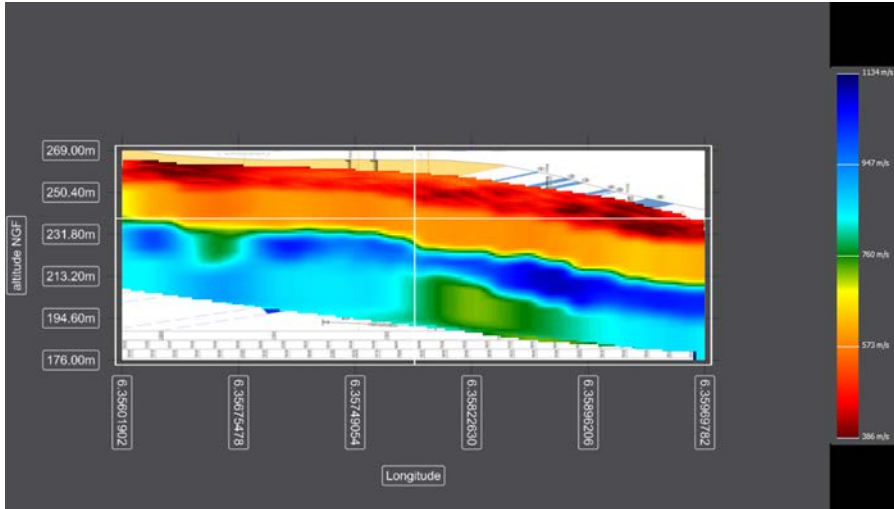 269.00m
250.40m
231.80m
213.20m
194.60m
176.00m
altitude NGF
6.35601902
6.35675478
6.35749054
6.35822630
6.35896206
6.35969782
Longitude
1134 m/s
947 m/s
760 m/s
573 m/s
386 m/s